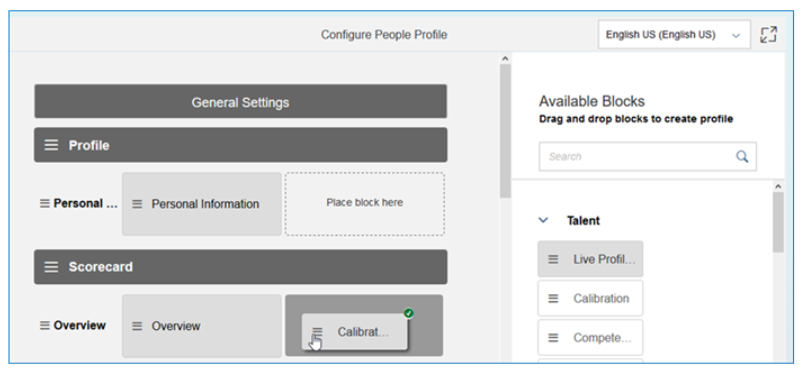 Configure People Profile
English US (English US)
General Settings
Profile
Personal ...
Personal Information
Place block here
Scorecard
Overview
Overview
Calibrat...
Available Blocks
Drag and drop blocks to create profile
Search
Talent
Live Profil...
Calibration
Compete...